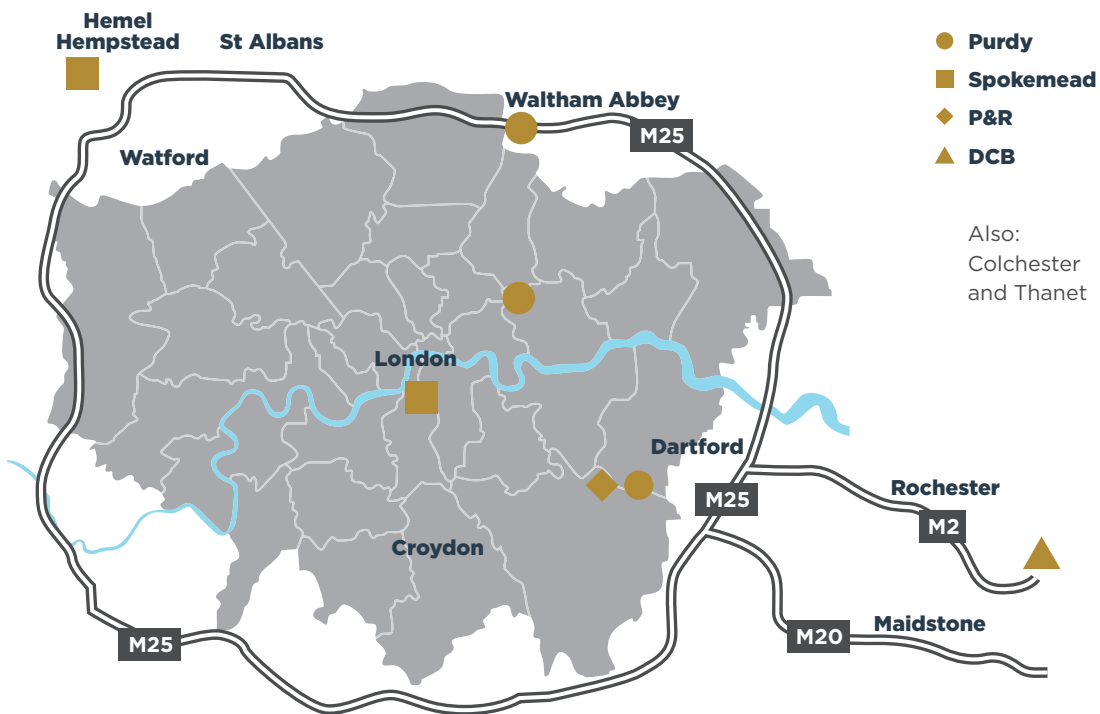 Hemel
Hempstead
St Albans
Waltham Abbey
M25
Watford
London
Dartford
M25
Rochester
M2
Croydon
M25
M20
Maidstone
Purdy
Spokemead
P&R
DCB
Also:
Colchester
and Thanet